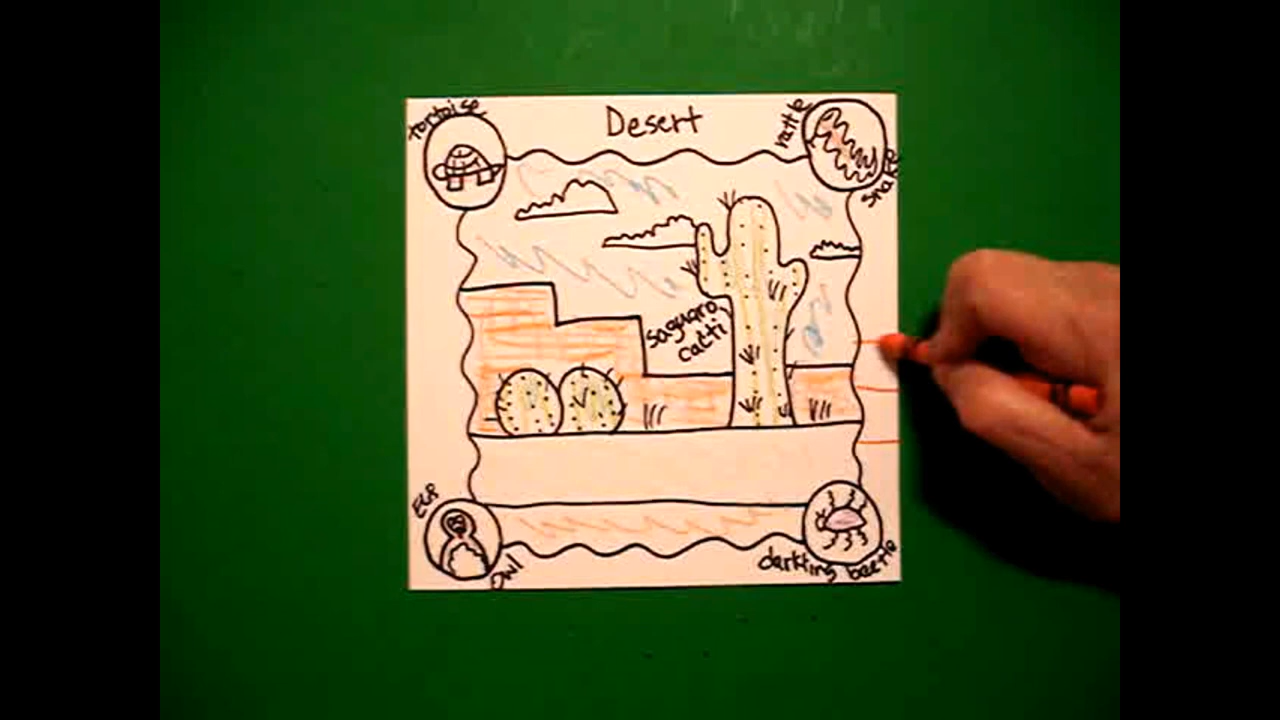 Desert
tortoise
rattle
snake
saguaro
cacti
Elf
Owl
darkling beetle